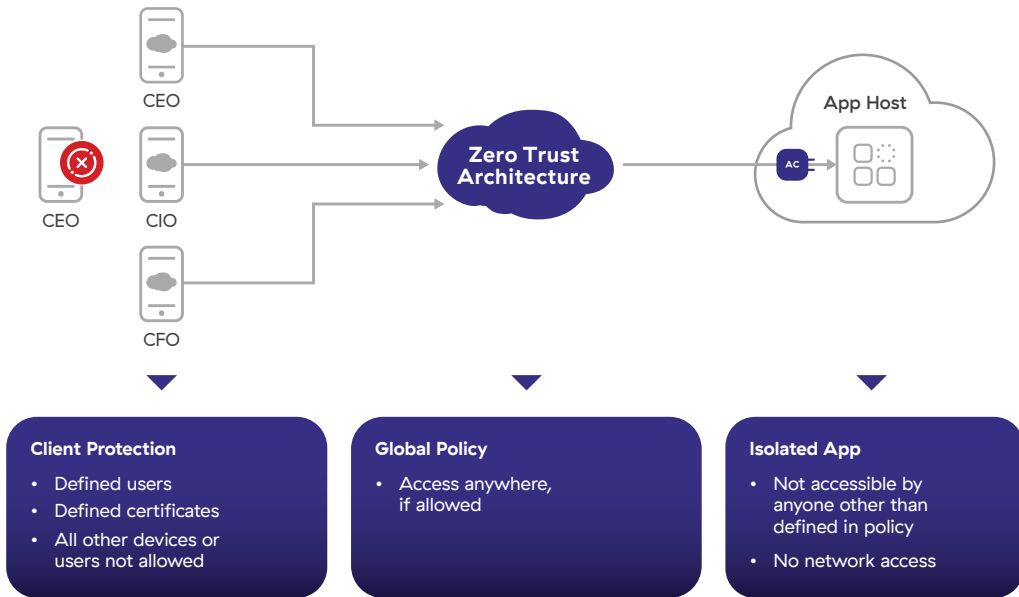 CEO
CEO
CIO
CFO
Zero Trust
Architecture
App Host
AC
Client Protection
• Defined users
• Defined certificates
• All other devices or
users not allowed
Global Policy
• Access anywhere,
if allowed
Isolated App
• Not accessible by
anyone other than
defined in policy
• No network access